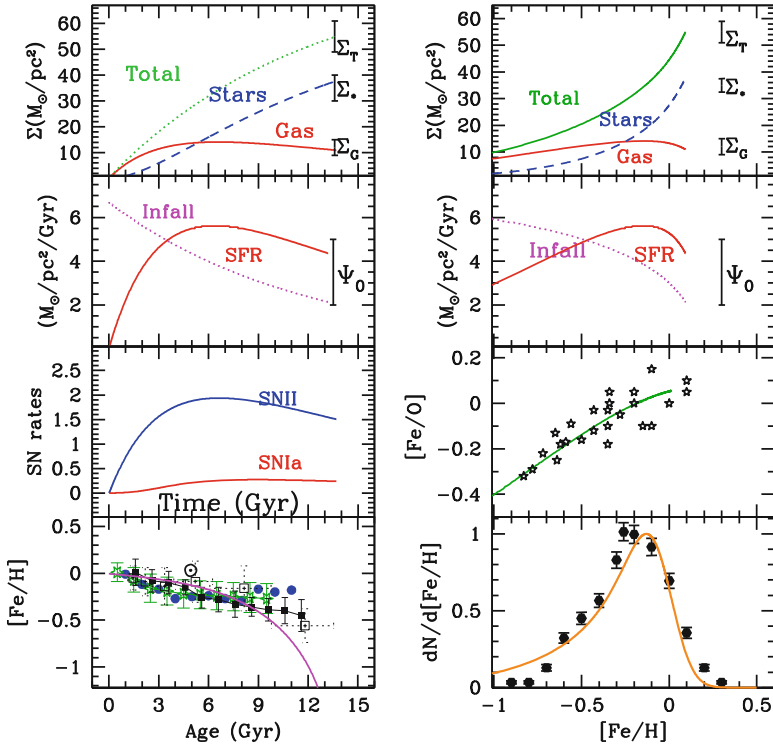 Σ(M⊙/pc²)
60
50
40
30
20
10
Total
Stars
Gas
Σ_T
Σ_*
Σ_G
Σ(M⊙/pc²)
60
50
40
30
20
10
Total
Stars
Gas
Σ_T
Σ_*
Σ_G
(M⊙/pc²/Gyr)
6
4
2
Infall
SFR
Ψ₀
(M⊙/pc²/Gyr)
6
4
2
Infall
SFR
Ψ₀
SN rates
2.5
2
1.5
1
0.5
0
SNII
SNIa
Time (Gyr)
[Fe/O]
0.2
0
-0.2
-0.4
[Fe/H]
0.5
0
-0.5
-1
0 3 6 9 12 15
Age (Gyr)
dN/d[Fe/H]
1
0.5
0
-1 -0.5 0 0.5
[Fe/H]